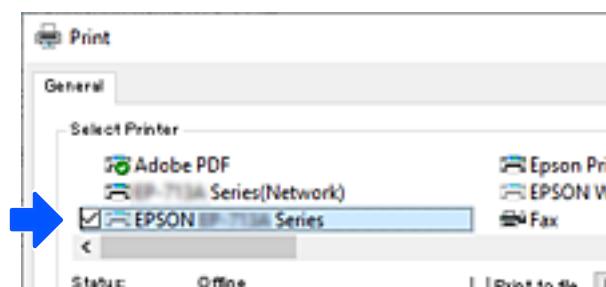 Print
General
Select Printer
Adobe PDF
Epson Pri
Series(Network)
EPSON W
EPSON Series
Fax
Status: Offline
Print to file